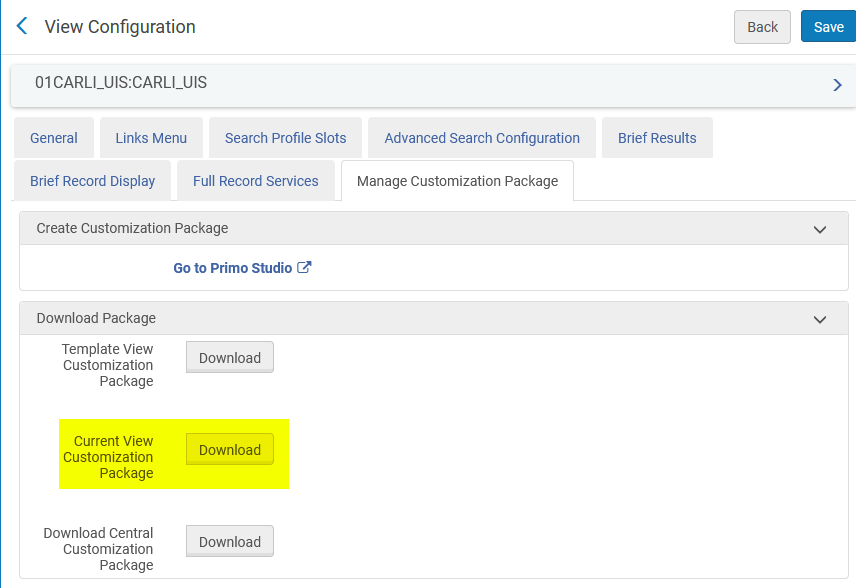 View Configuration
Back
Save
01CARLI_UIS:CARLI_UIS
General
Links Menu
Search Profile Slots
Advanced Search Configuration
Brief Results
Brief Record Display
Full Record Services
Manage Customization Package
Create Customization Package
Go to Primo Studio
Download Package
Template View
Customization
Package
Download
Current View
Customization
Package
Download
Download Central
Customization
Package
Download